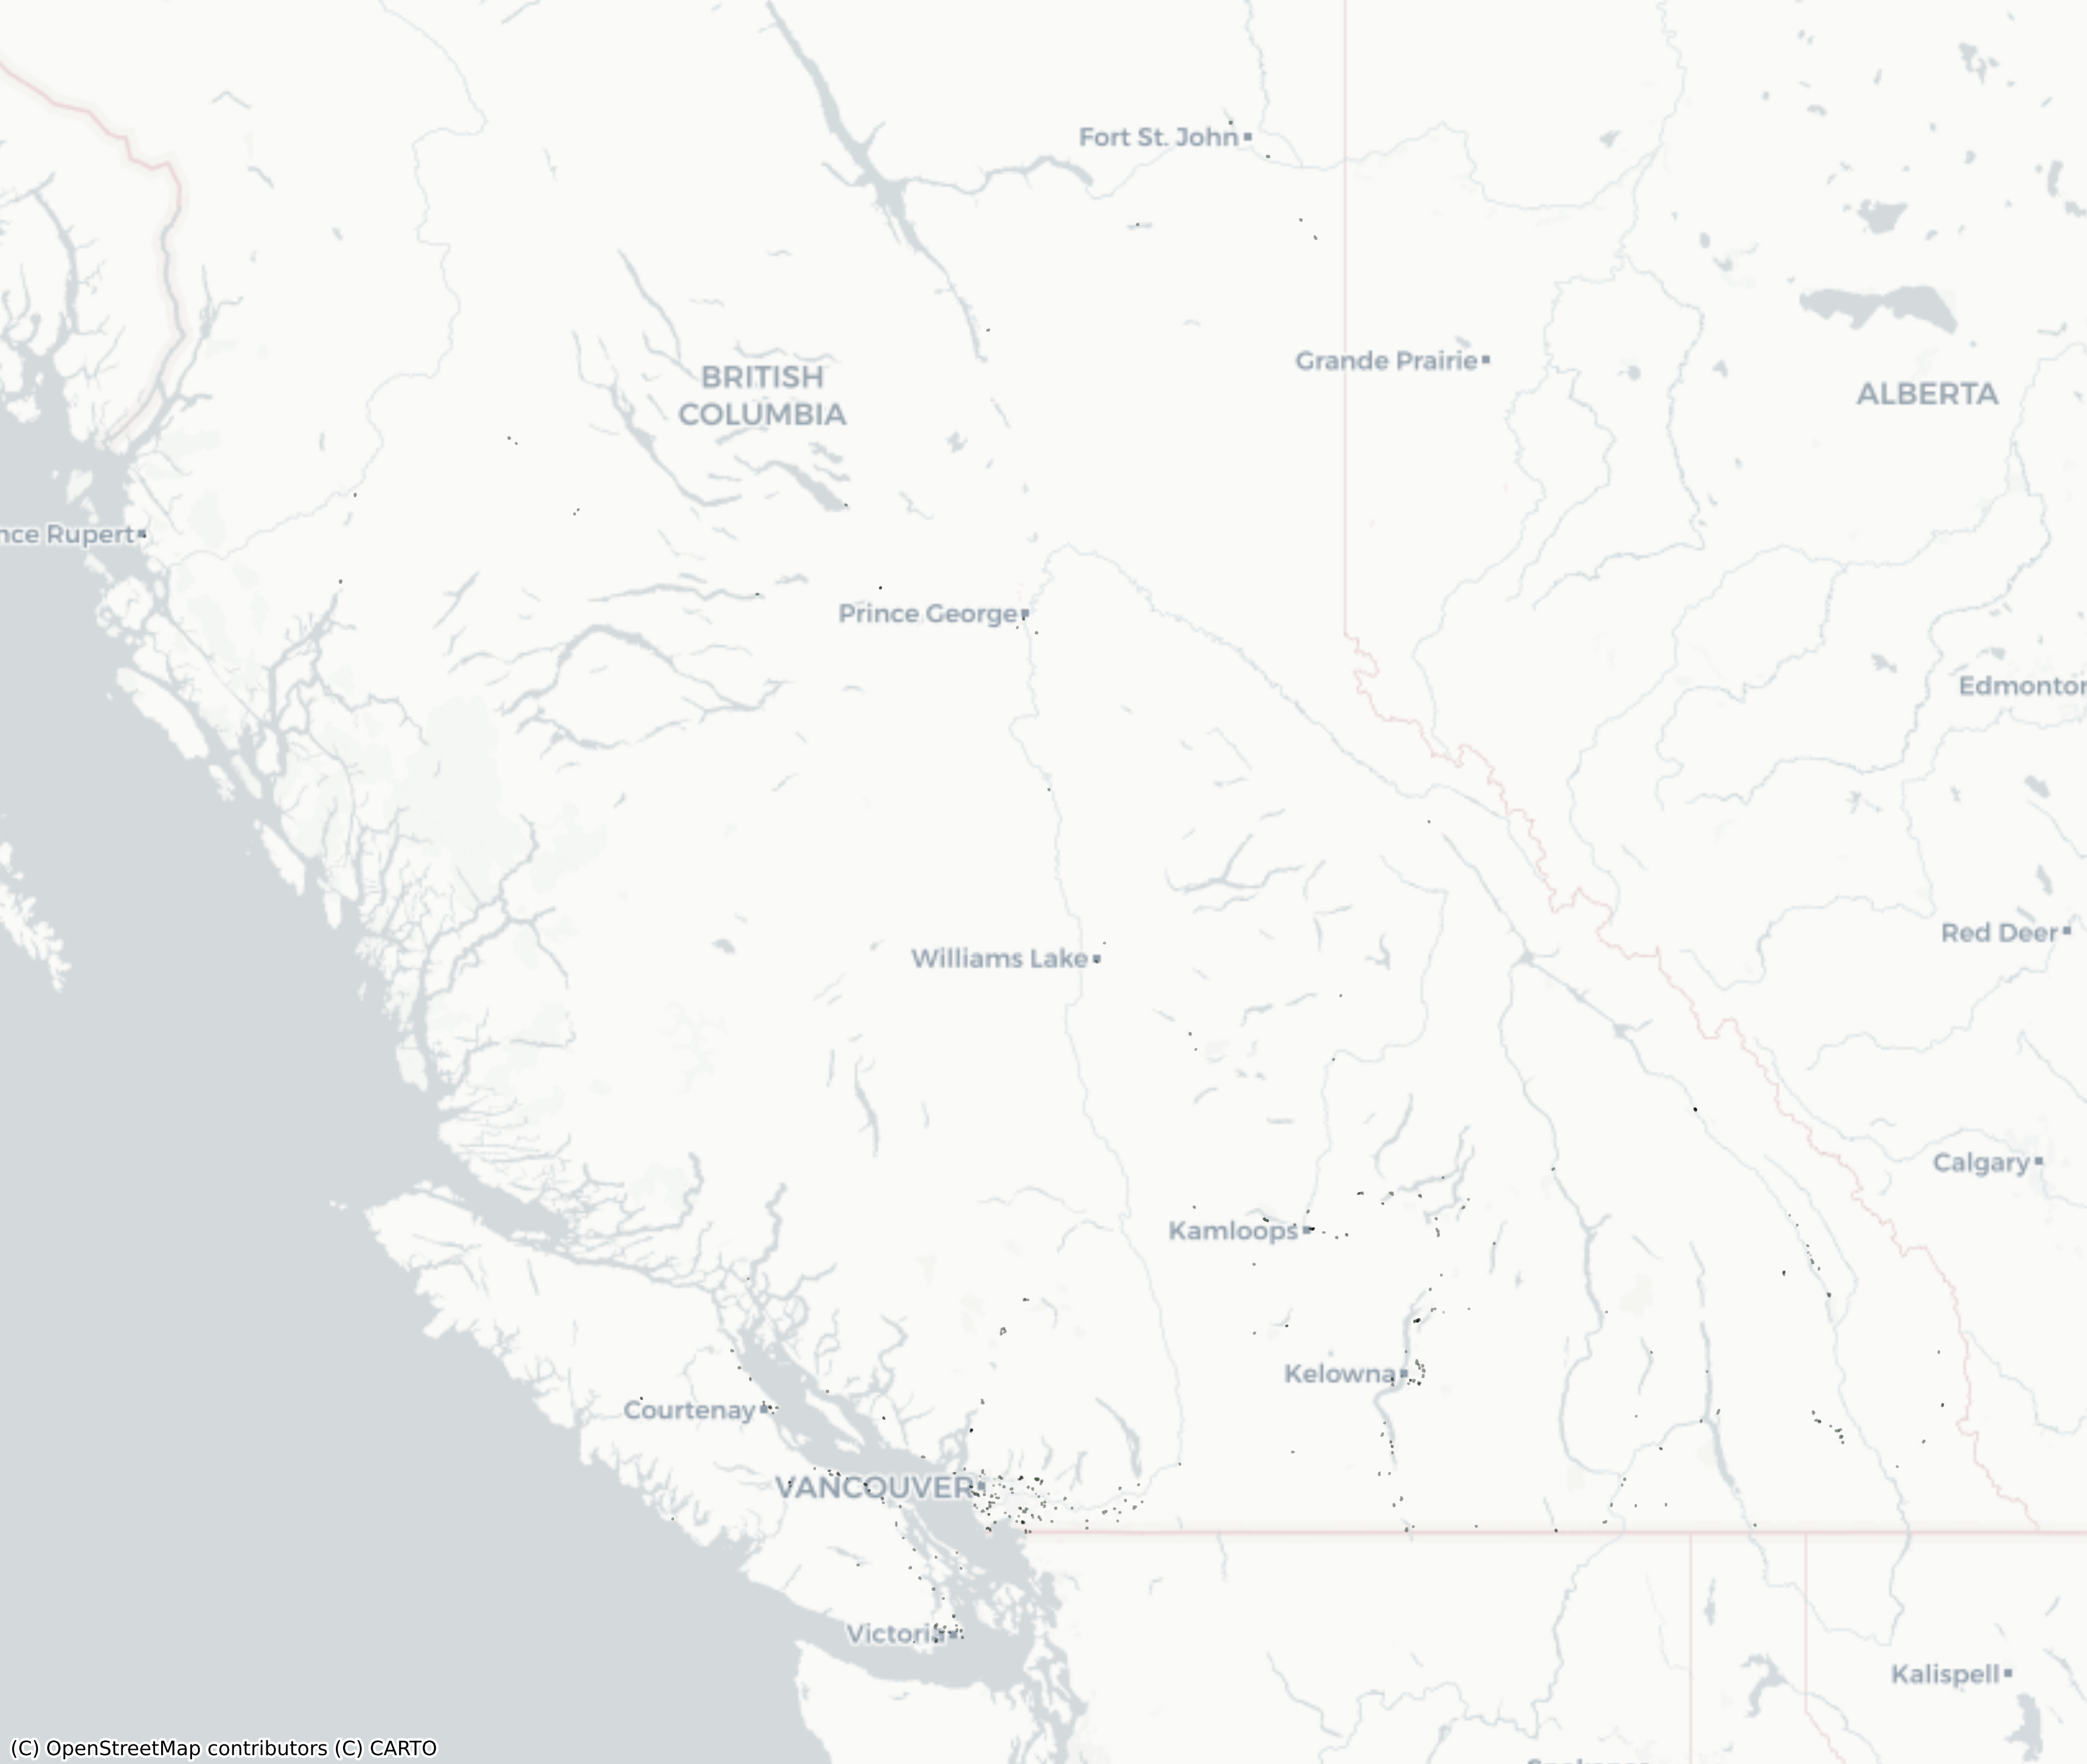 Fort St. John
Grande Prairie
BRITISH
COLUMBIA
ALBERTA
nce Rupert
Prince George
Edmonton
Williams Lake
Red Deer
Calgary
Kamloops
Kelowna
Courtenay
VANCOUVER
Victoria
Kalispell
(C) OpenStreetMap contributors (C) CARTO